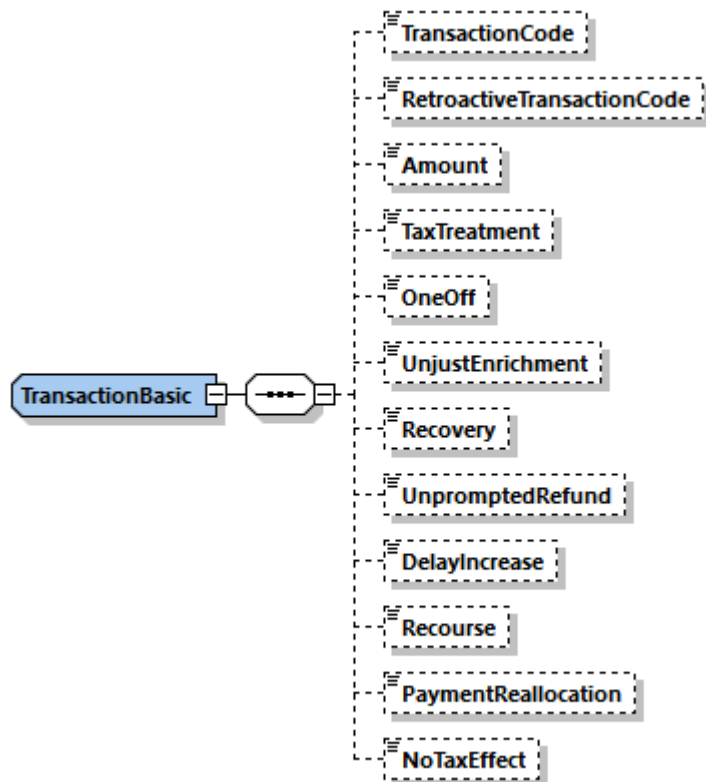 TransactionCode
RetroactiveTransactionCode
Amount
TaxTreatment
OneOff
UnjustEnrichment
TransactionBasic
Recovery
UnpromptedRefund
DelayIncrease
Recourse
PaymentReallocation
NoTaxEffect